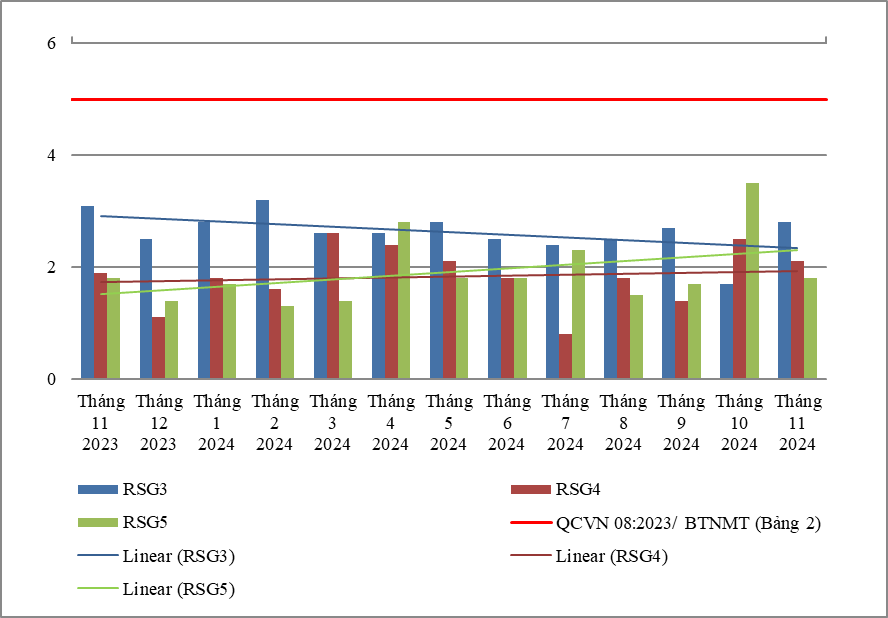 6
4
2
0
Tháng 11 2023
Tháng 12 2023
Tháng 1 2024
Tháng 2 2024
Tháng 3 2024
Tháng 4 2024
Tháng 5 2024
Tháng 6 2024
Tháng 7 2024
Tháng 8 2024
Tháng 9 2024
Tháng 10 2024
Tháng 11 2024
RSG3
RSG4
RSG5
QCVN 08:2023/ BTNMT (Bảng 2)
Linear (RSG3)
Linear (RSG4)
Linear (RSG5)